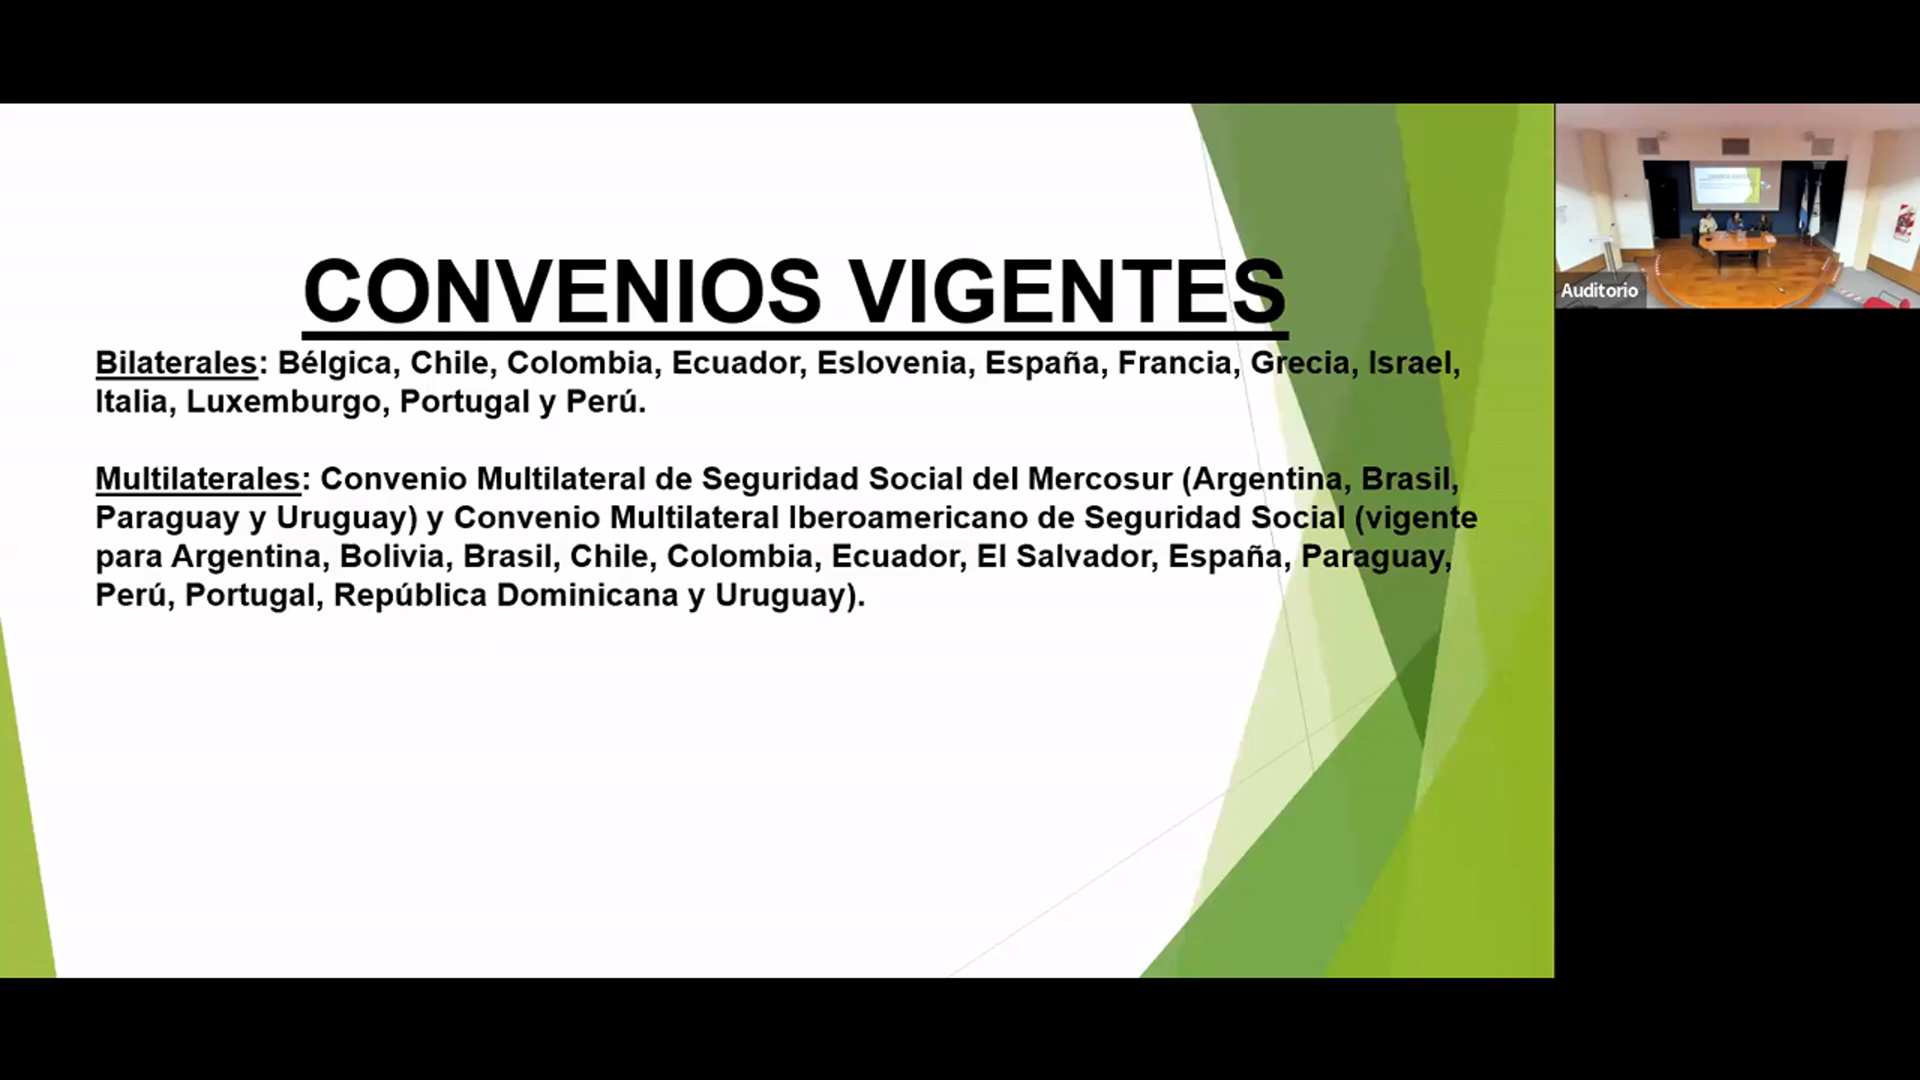 CONVENIOS VIGENTES
Bilaterales: Bélgica, Chile, Colombia, Ecuador, Eslovenia, España, Francia, Grecia, Israel,
Italia, Luxemburgo, Portugal y Perú.
Multilaterales: Convenio Multilateral de Seguridad Social del Mercosur (Argentina, Brasil,
Paraguay y Uruguay) y Convenio Multilateral Iberoamericano de Seguridad Social (vigente
para Argentina, Bolivia, Brasil, Chile, Colombia, Ecuador, El Salvador, España, Paraguay,
Perú, Portugal, República Dominicana y Uruguay).
Auditorio